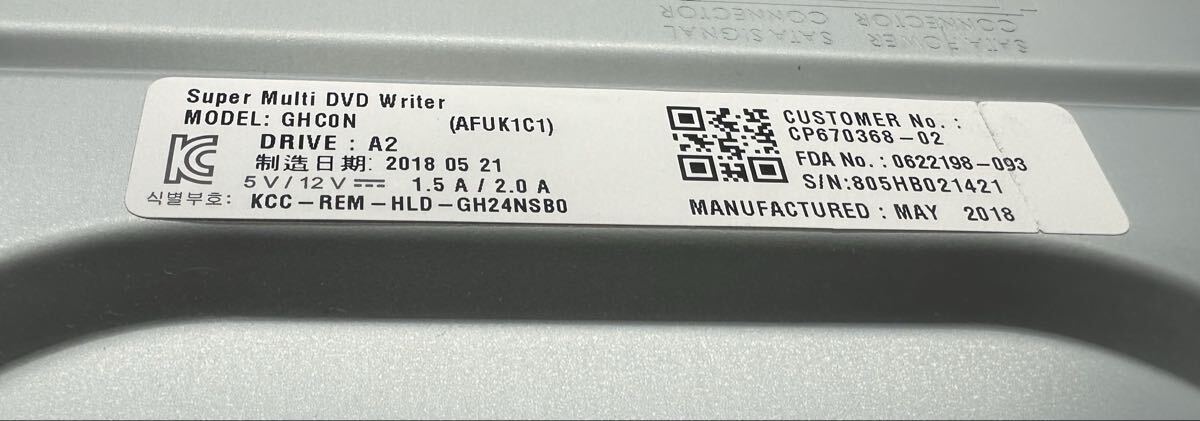 SATA POWER
CONNECTOR
SATA SIGNAL
CONNECTOR
Super Multi DVD Writer
MODEL: GHC0N (AFUK1C1)
DRIVE : A2
制造日期: 2018 05 21
5V/12V⎓ 1.5A/2.0A
식별부호: KCC-REM-HLD-GH24NSB0
CUSTOMER No. :
CP670368-02
FDA No. : 0622198-093
S/N:805HB021421
MANUFACTURED : MAY 2018